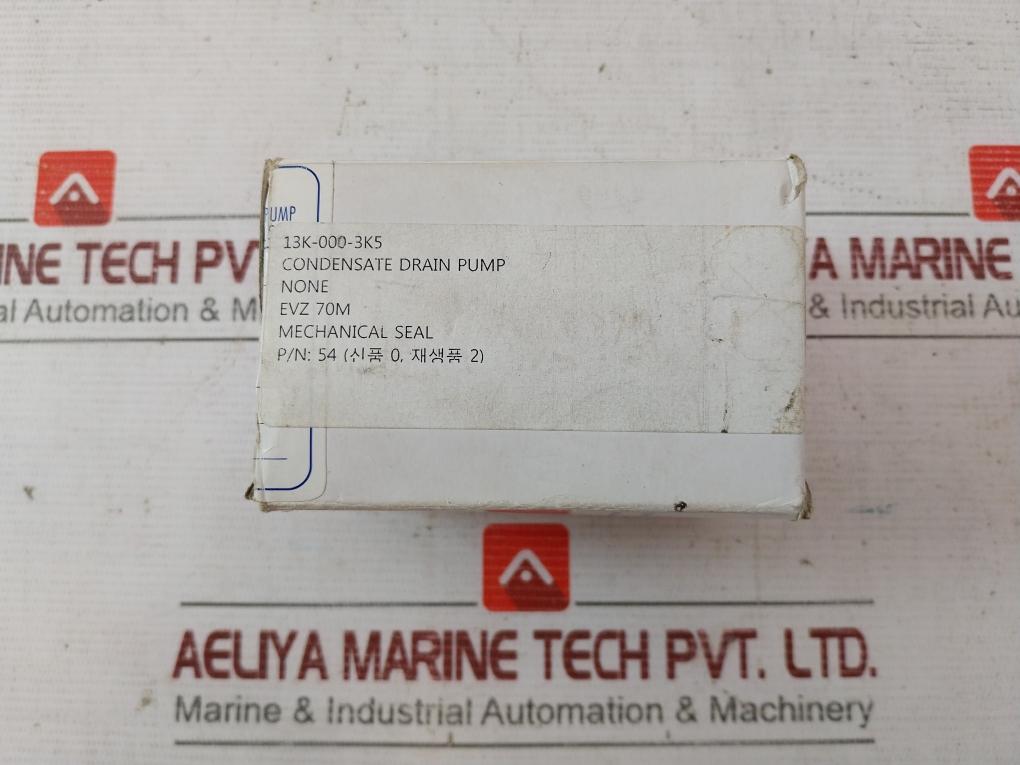 PUMP
13K-000-3K5
CONDENSATE DRAIN PUMP
NONE
EVZ 70M
MECHANICAL SEAL
P/N: 54 (신품 0, 재생품 2)
INE TECH PV
al Automation & M
A MARINE
& Industrial Au
AELIYA MARINE TECH PVT. LTD.
Marine & Industrial Automation & Machinery